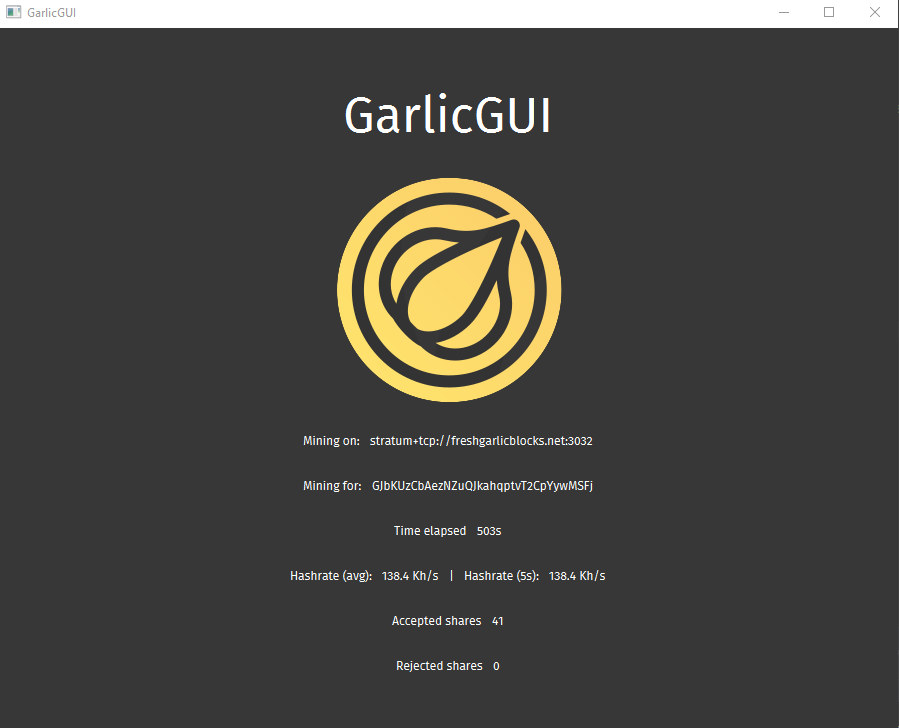 GarlicGUI
GarlicGUI
Mining on: stratum+tcp://freshgarlicblocks.net:3032
Mining for: GJbKUzCbAezNZuQJkahqptvT2CpYywMSFj
Time elapsed 503s
Hashrate (avg): 138.4 Kh/s | Hashrate (5s): 138.4 Kh/s
Accepted shares 41
Rejected shares 0